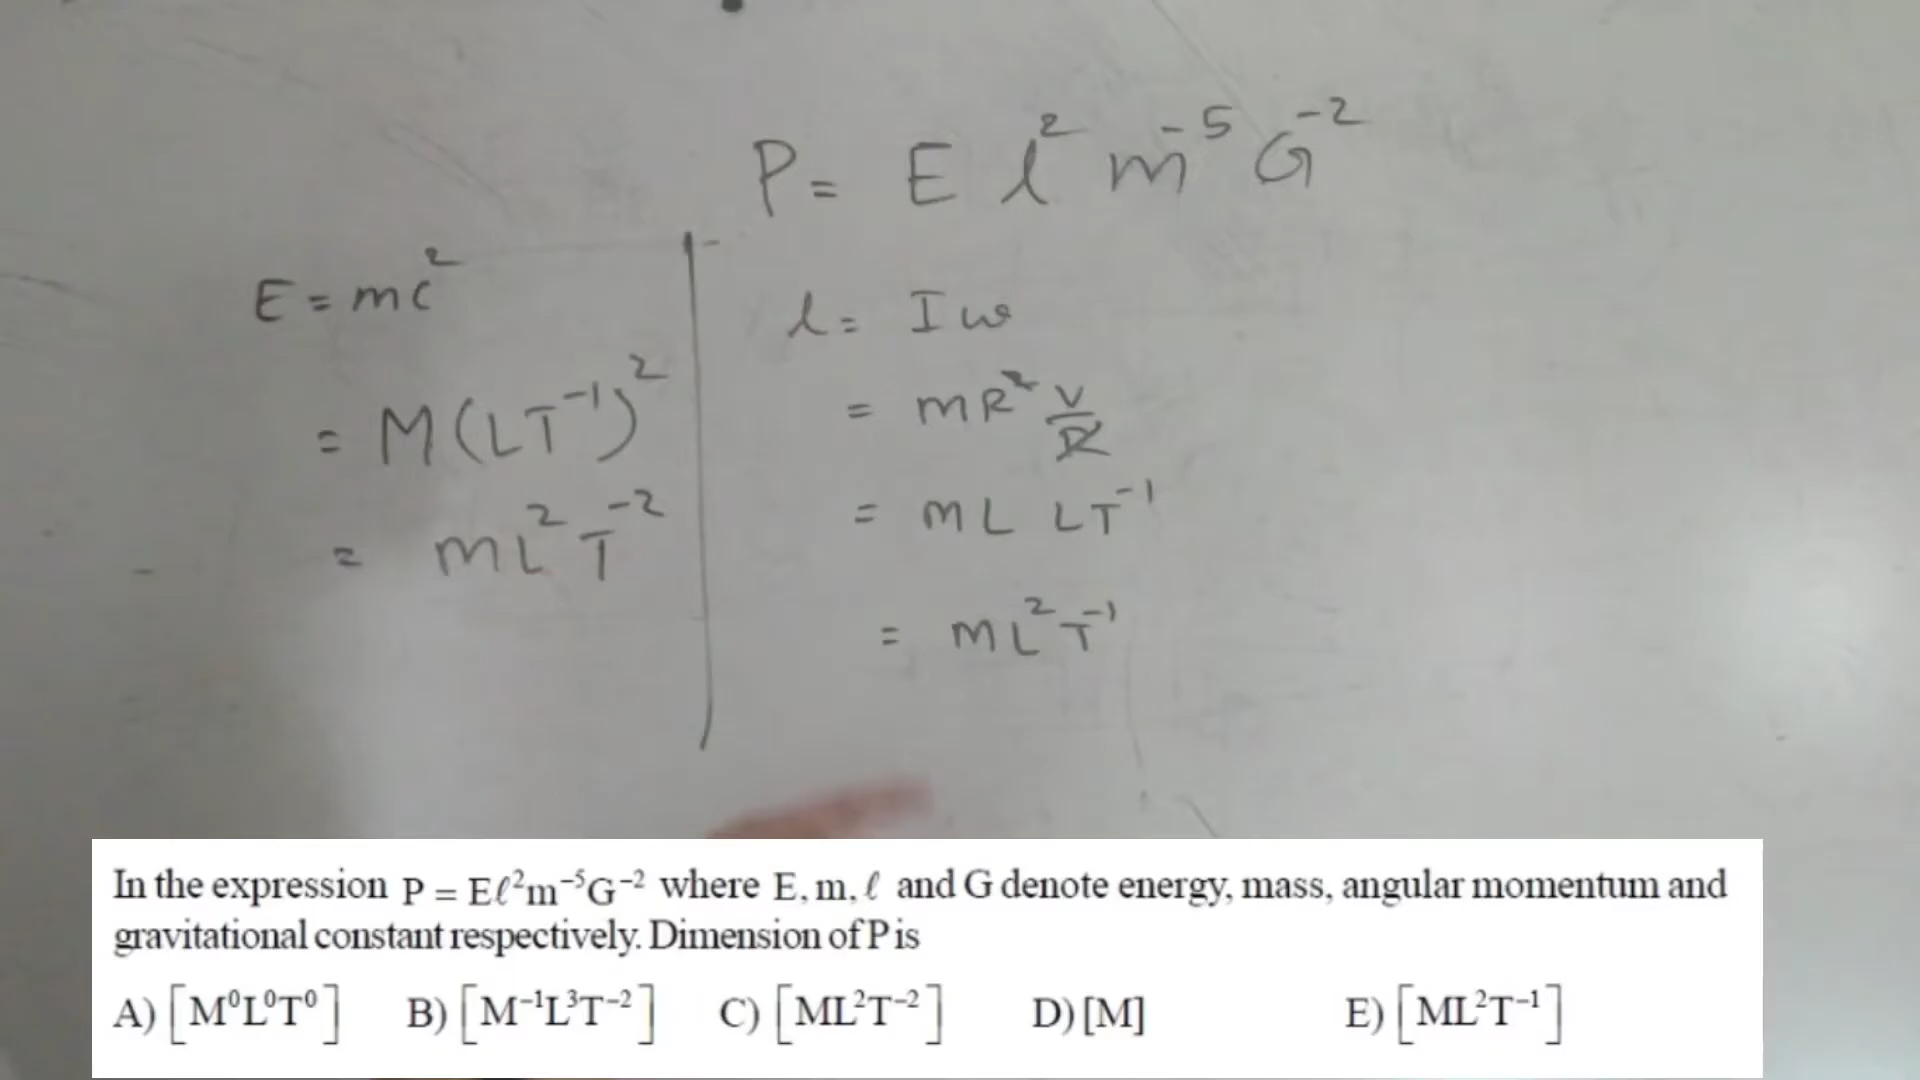 P = E l² m⁻⁵ G⁻²
E = mc²
= M(LT⁻¹)²
= mL²T⁻²
l = Iω
= mR² V/R
= mL LT⁻¹
= mL²T⁻¹
In the expression P = Eℓ²m⁻⁵G⁻² where E, m, ℓ and G denote energy, mass, angular momentum and
gravitational constant respectively. Dimension of P is
A) [M⁰L⁰T⁰] B) [M⁻¹L³T⁻²] C) [ML²T⁻²] D) [M] E) [ML²T⁻¹]